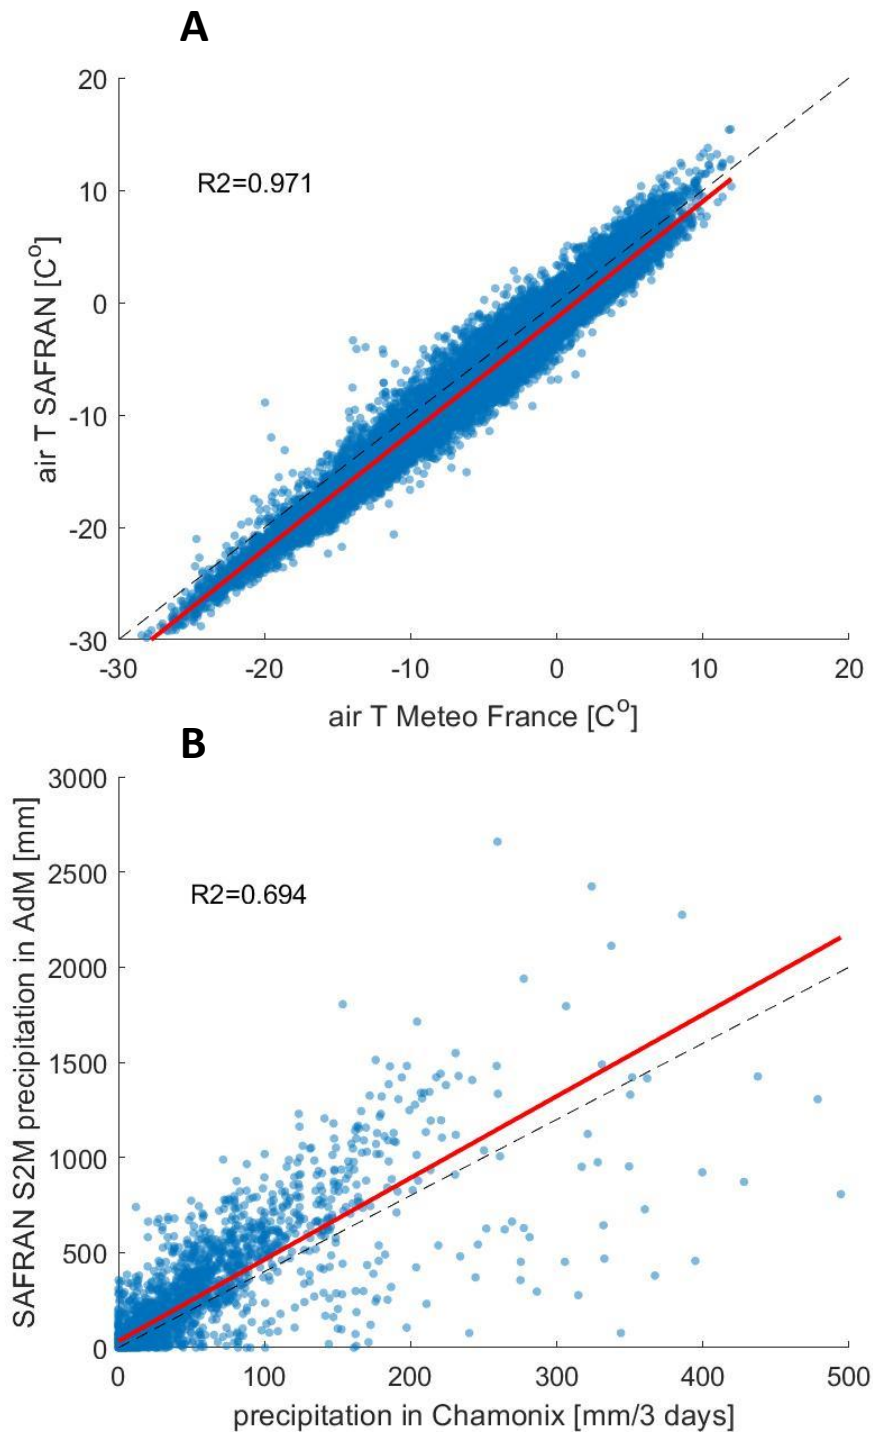 A
20
10
0
-10
-20
-30
R2=0.971
air T SAFRAN [C°]
-30 -20 -10 0 10 20
air T Meteo France [C°]
B
3000
2500
2000
1500
1000
500
0
R2=0.694
SAFRAN S2M precipitation in AdM [mm]
0 100 200 300 400 500
precipitation in Chamonix [mm/3 days]